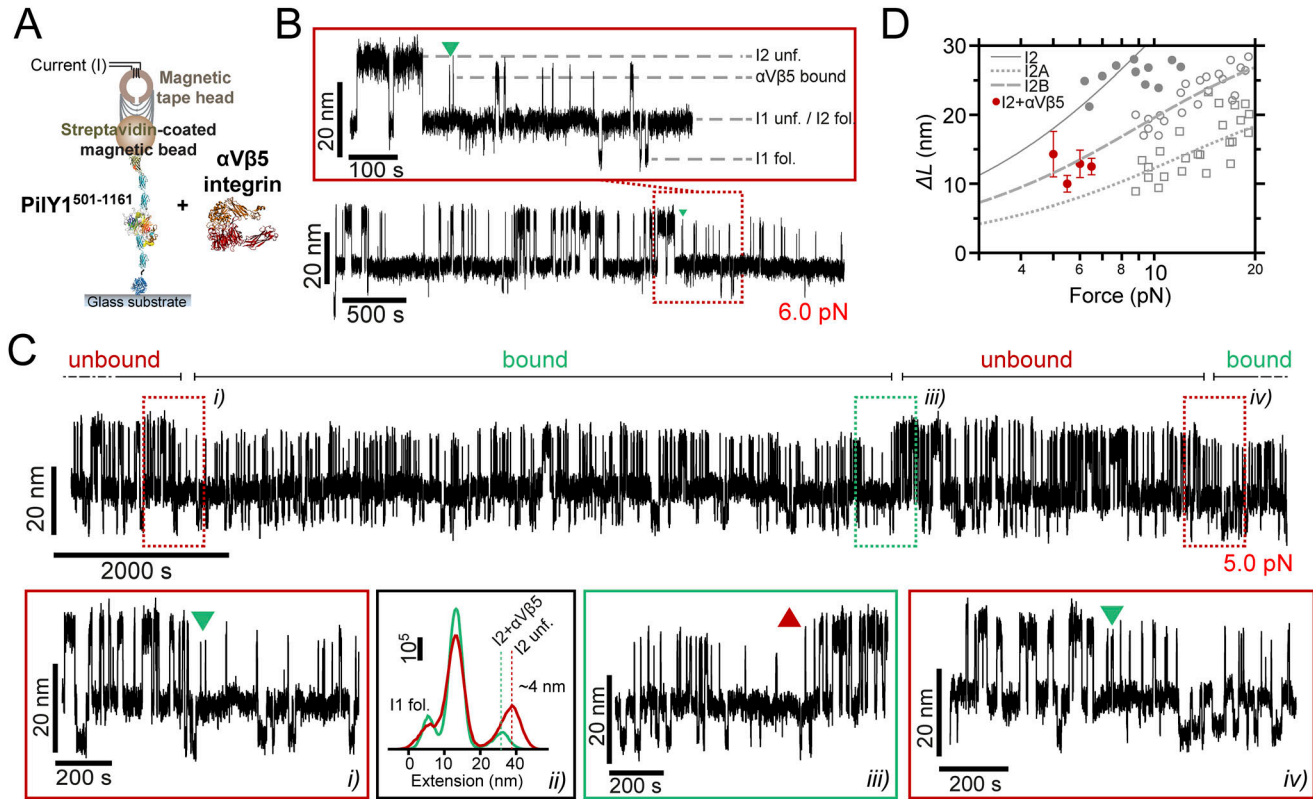 A
Current (I)
Magnetic
tape head
Streptavidin-coated
magnetic bead
PilY1501-1161
+
αVβ5
integrin
Glass substrate
B
20 nm
100 s
I2 unf.
αVβ5 bound
I1 unf. / I2 fol.
I1 fol.
20 nm
500 s
6.0 pN
D
ΔL (nm)
30
20
10
0
I2
I2A
I2B
I2+αVβ5
4
6
8
10
20
Force (pN)
C
unbound
bound
unbound
bound
i)
iii)
iv)
20 nm
2000 s
5.0 pN
20 nm
200 s
i)
10⁵
I1 fol.
I2+αVβ5
I2 unf.
~4 nm
0
10
20
40
Extension (nm)
ii)
20 nm
200 s
iii)
20 nm
200 s
iv)